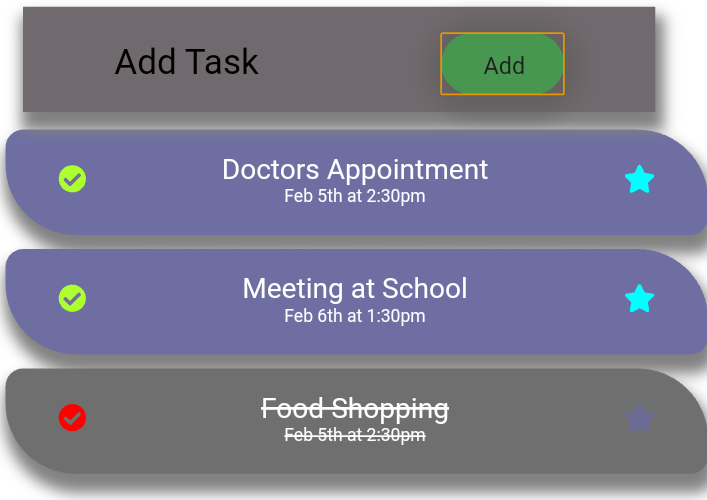 Add Task
Add
Doctors Appointment
Feb 5th at 2:30pm
Meeting at School
Feb 6th at 1:30pm
Food Shopping
Feb 5th at 2:30pm